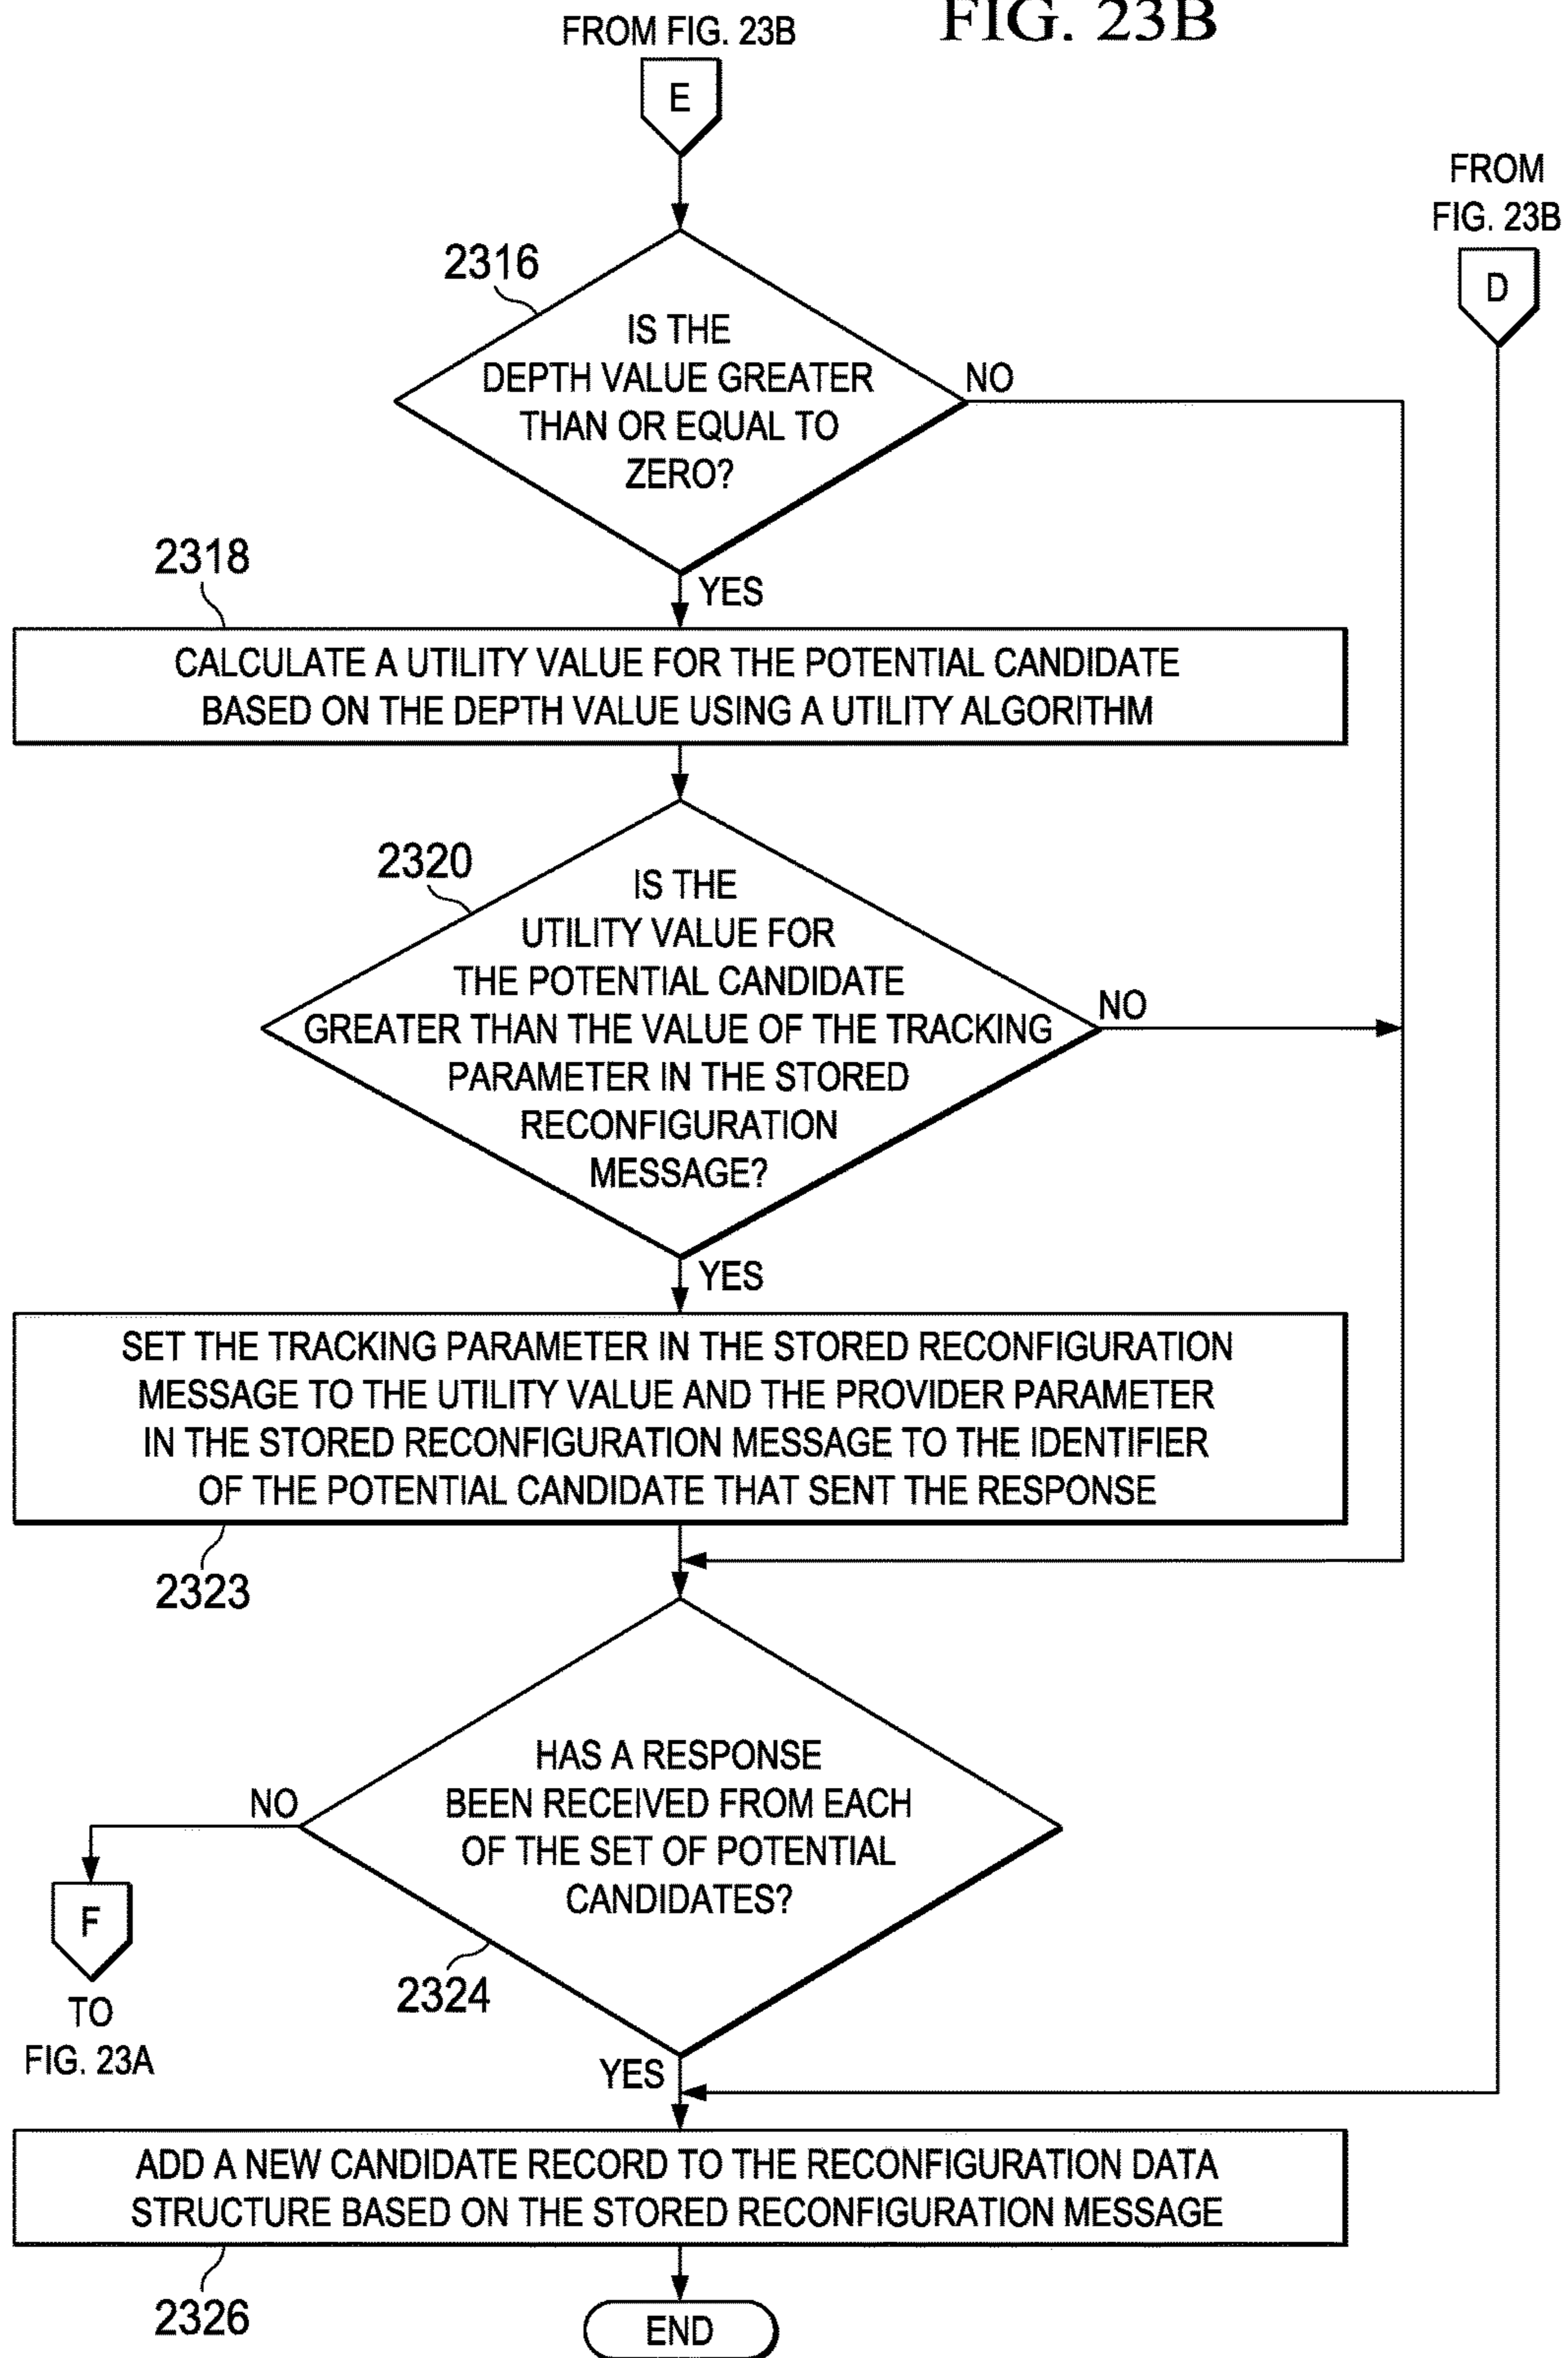 FIG. 23B
FROM FIG. 23B
E
FROM
FIG. 23B
D
2316
IS THE
DEPTH VALUE GREATER
THAN OR EQUAL TO
ZERO?
NO
YES
2318
CALCULATE A UTILITY VALUE FOR THE POTENTIAL CANDIDATE
BASED ON THE DEPTH VALUE USING A UTILITY ALGORITHM
2320
IS THE
UTILITY VALUE FOR
THE POTENTIAL CANDIDATE
GREATER THAN THE VALUE OF THE TRACKING
PARAMETER IN THE STORED
RECONFIGURATION
MESSAGE?
NO
YES
SET THE TRACKING PARAMETER IN THE STORED RECONFIGURATION
MESSAGE TO THE UTILITY VALUE AND THE PROVIDER PARAMETER
IN THE STORED RECONFIGURATION MESSAGE TO THE IDENTIFIER
OF THE POTENTIAL CANDIDATE THAT SENT THE RESPONSE
2323
HAS A RESPONSE
BEEN RECEIVED FROM EACH
OF THE SET OF POTENTIAL
CANDIDATES?
NO
F
TO
FIG. 23A
2324
YES
ADD A NEW CANDIDATE RECORD TO THE RECONFIGURATION DATA
STRUCTURE BASED ON THE STORED RECONFIGURATION MESSAGE
2326
END